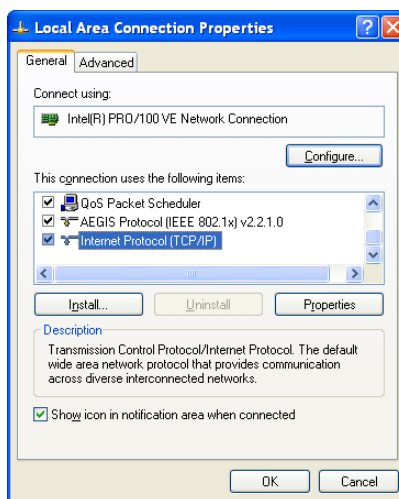 Local Area Connection Properties
General Advanced
Connect using:
Intel(R) PRO/100 VE Network Connection
Configure...
This connection uses the following items:
QoS Packet Scheduler
AEGIS Protocol (IEEE 802.1x) v2.2.1.0
Internet Protocol (TCP/IP)
Install... Uninstall Properties
Description
Transmission Control Protocol/Internet Protocol. The default
wide area network protocol that provides communication
across diverse interconnected networks.
Show icon in notification area when connected
OK Cancel